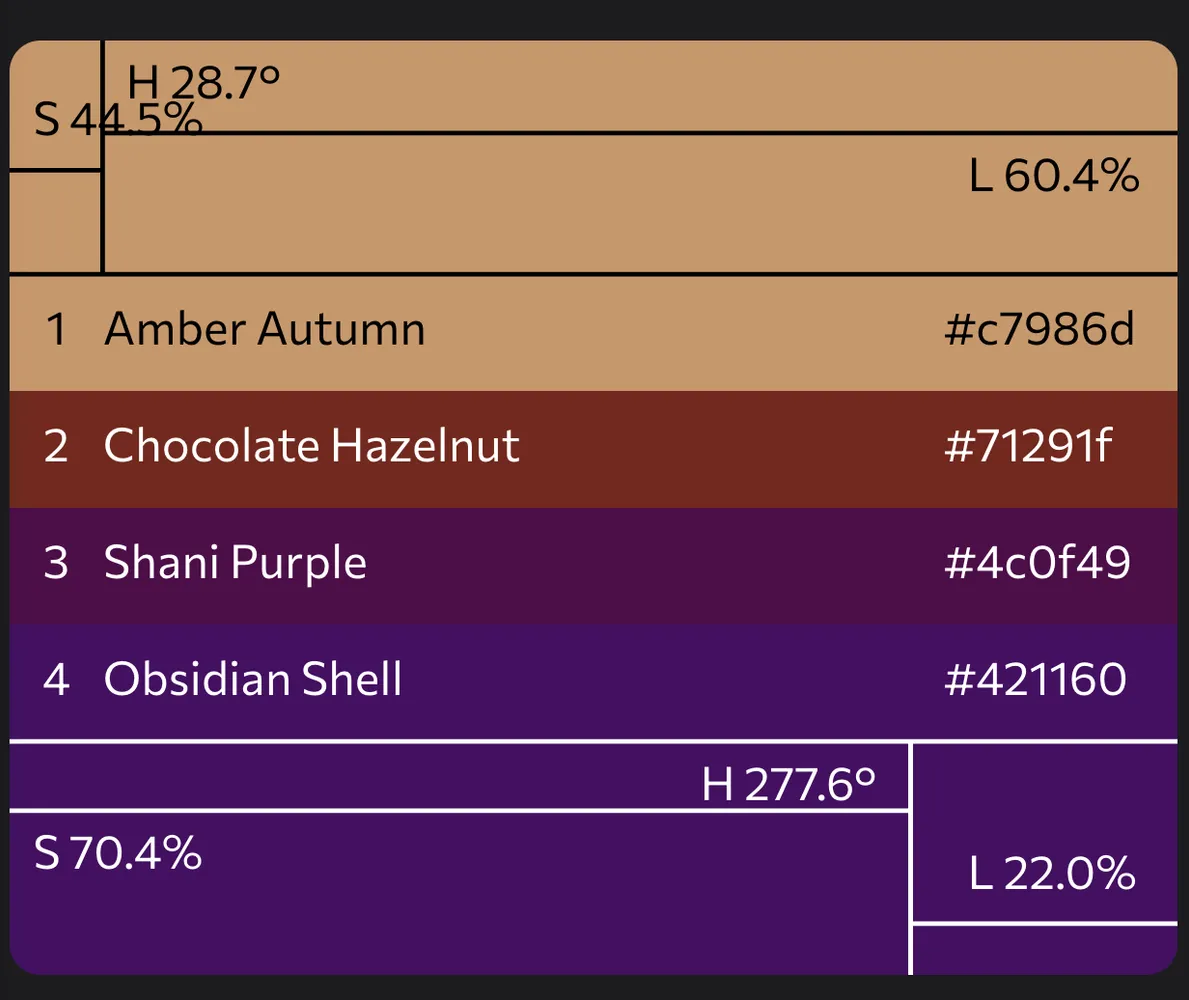 H 28.7°
S 44.5%
L 60.4%
1 Amber Autumn #c7986d
2 Chocolate Hazelnut #71291f
3 Shani Purple #4c0f49
4 Obsidian Shell #421160
H 277.6°
S 70.4%
L 22.0%